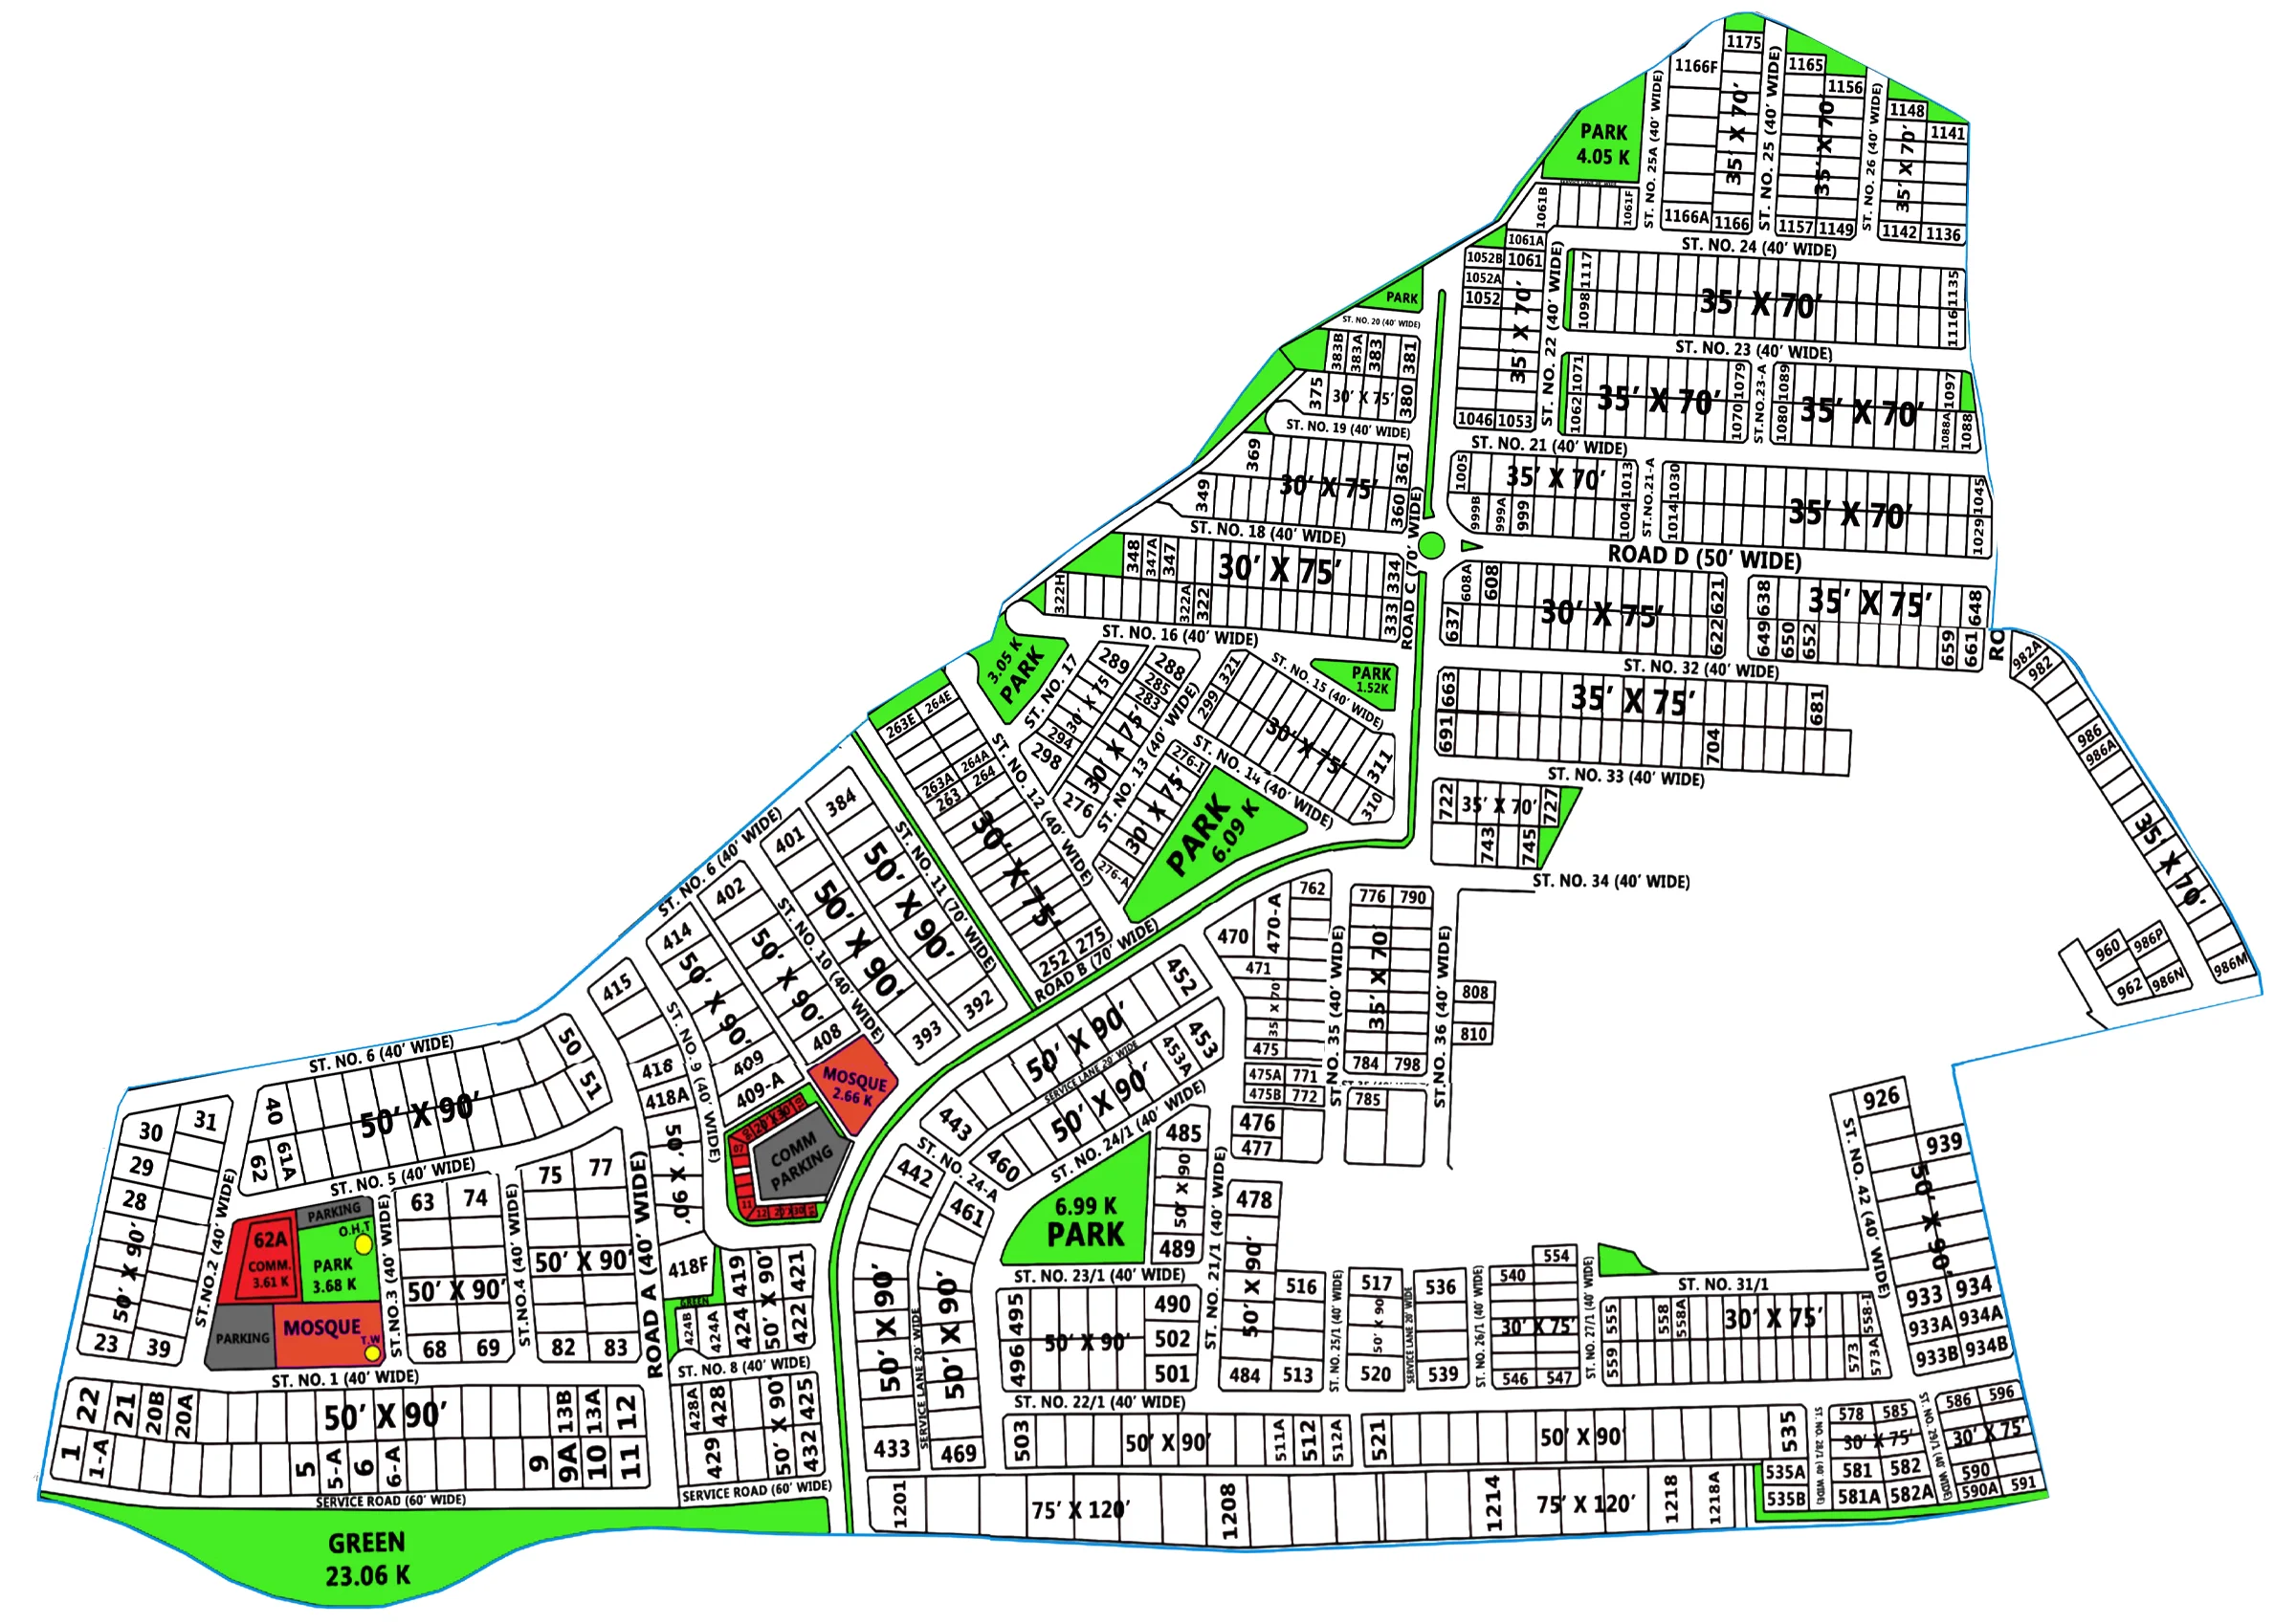 1175
1166F
1165
1156
1148
1141
35' X 70'
35' X 70'
35' X 70'
ST. NO. 25A (40' WIDE)
ST. NO. 25 (40' WIDE)
ST. NO. 26 (40' WIDE)
PARK
4.05 K
1061B
1061F
1166A
1166
1157
1149
1142
1136
ST. NO. 24 (40' WIDE)
1061A
1052B
1061
1052A
1052
35' X 70'
1046
1053
ST. NO. 22 (40' WIDE)
1117
1098
35' X 70'
1135
1116
ST. NO. 23 (40' WIDE)
PARK
ST. NO. 20 (40' WIDE)
383B
383A
383
381
375
30' X 75'
380
ST. NO. 19 (40' WIDE)
1071
1062
35' X 70'
1079
1070
ST.NO.23-A
1089
1080
35' X 70'
1097
1088A
1088
ST. NO. 21 (40' WIDE)
369
349
30' X 75'
361
360
1005
35' X 70'
1013
999B
999A
999
1004
ST.NO.21-A
1030
1014
35' X 70'
1045
1029
ST. NO. 18 (40' WIDE)
ROAD C (70' WIDE)
ROAD D (50' WIDE)
348
347A
347
30' X 75'
334
322H
322A
322
333
608A
608
637
30' X 75'
621
622
638
35' X 75'
648
649
650
652
659
661
RO
ST. NO. 16 (40' WIDE)
ST. NO. 32 (40' WIDE)
982A
982
986
986A
35' X 70'
986M
3.05 K
PARK
ST. NO. 17
289
30' X 75'
294
298
288
285
283
30' X 75'
276
ST. NO. 13 (40' WIDE)
321
299
ST. NO. 15 (40' WIDE)
30' X 75'
311
310
PARK
1.52K
663
35' X 75'
681
691
704
ST. NO. 33 (40' WIDE)
263E
264E
264A
263A
264
263
30' X 75'
252
275
ST. NO. 12 (40' WIDE)
276-I
30' X 75'
276-A
ST. NO. 14 (40' WIDE)
PARK
6.09 K
722
35' X 70'
727
743
745
ST. NO. 34 (40' WIDE)
ROAD B (70' WIDE)
ST. NO. 6 (40' WIDE)
384
50' X 90'
392
ST. NO. 11 (70' WIDE)
401
50' X 90'
393
402
50' X 90'
408
ST. NO. 10 (40' WIDE)
414
50' X 90'
409
409-A
415
418
418A
50' X 90'
418F
ST. NO. 9 (40' WIDE)
762
470-A
470
471
35' X 70'
475
475A
771
475B
772
476
477
ST.NO. 35 (40' WIDE)
776
790
35' X 70'
784
798
785
ST.NO. 36 (40' WIDE)
808
810
960
986P
962
986N
452
50' X 90'
443
SERVICE LANE 20' WIDE
453
453A
50' X 90'
460
ST. NO. 24/1 (40' WIDE)
MOSQUE
2.66 K
20'X30'
07
11
12
COMM
PARKING
442
50' X 90'
433
ST. NO. 24-A
461
50' X 90'
469
SERVICE LANE 20' WIDE
6.99 K
PARK
485
50' X 90'
489
ST. NO. 21/1 (40' WIDE)
478
50' X 90'
484
ST. NO. 6 (40' WIDE)
50
51
40
61A
62
50' X 90'
ST. NO. 5 (40' WIDE)
30
31
29
28
50' X 90'
23
39
ST.NO.2 (40' WIDE)
PARKING
O.H.T
62A
COMM.
3.61 K
PARK
3.68 K
PARKING
MOSQUE
T.W
ST.NO.3 (40' WIDE)
63
74
50' X 90'
68
69
ST.NO.4 (40' WIDE)
75
77
50' X 90'
82
83
ROAD A (40' WIDE)
ST. NO. 1 (40' WIDE)
419
421
50' X 90'
GREEN
424B
424A
424
422
ST. NO. 8 (40' WIDE)
428A
428
425
50' X 90'
429
432
SERVICE ROAD (60' WIDE)
22
21
20B
20A
50' X 90'
13B
13A
12
1
1-A
5
5-A
6
6-A
9
9A
10
11
SERVICE ROAD (60' WIDE)
GREEN
23.06 K
ST. NO. 23/1 (40' WIDE)
495
490
50' X 90'
502
496
501
ST. NO. 22/1 (40' WIDE)
516
513
ST. NO. 25/1 (40' WIDE)
517
50' X 90'
520
SERVICE LANE 20' WIDE
536
539
ST. NO. 26/1 (40' WIDE)
554
540
30' X 75'
546
547
ST. NO. 27/1 (40' WIDE)
ST. NO. 31/1
555
558
558A
30' X 75'
558-I
559
573
573A
926
939
50' X 90'
933
934
933A
934A
933B
934B
ST. NO. 42 (40' WIDE)
503
50' X 90'
511A
512
512A
521
50' X 90'
535
535A
535B
ST. NO. 28/1 (40' WIDE)
578
585
30' X 75'
581
582
581A
582A
ST. NO. 29/1 (40' WIDE)
586
596
30' X 75'
590
590A
591
1201
75' X 120'
1208
1214
75' X 120'
1218
1218A